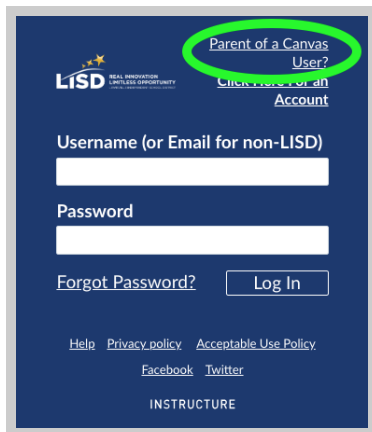 Parent of a Canvas
User?
LISD
REAL INNOVATION
LIMITLESS OPPORTUNITY
Click Here For an
Account
Username (or Email for non-LISD)
Password
Forgot Password?
Log In
Help Privacy policy Acceptable Use Policy
Facebook Twitter
INSTRUCTURE